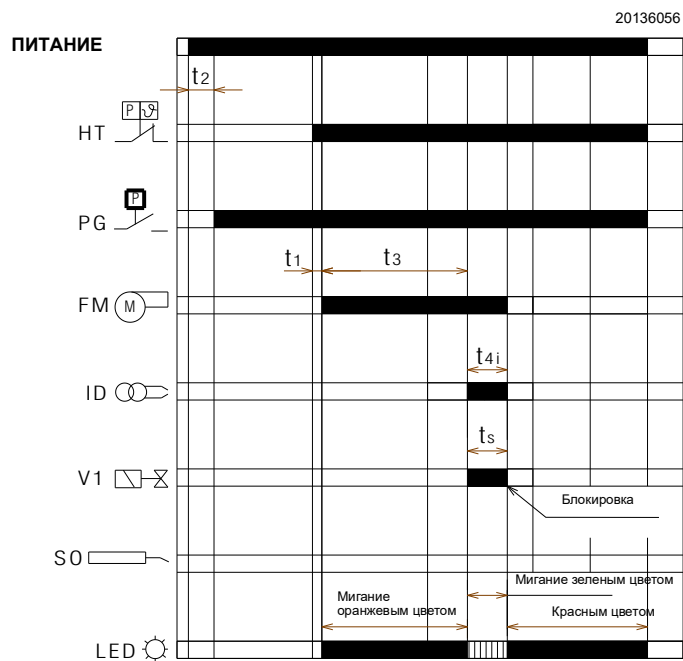 20136056
ПИТАНИЕ
t2
P ϑ
HT
P
PG
t1 t3
FM M
t4i
ID
ts
V1
Блокировка
SO
Мигание зеленым цветом
Мигание
оранжевым цветом
Красным цветом
LED